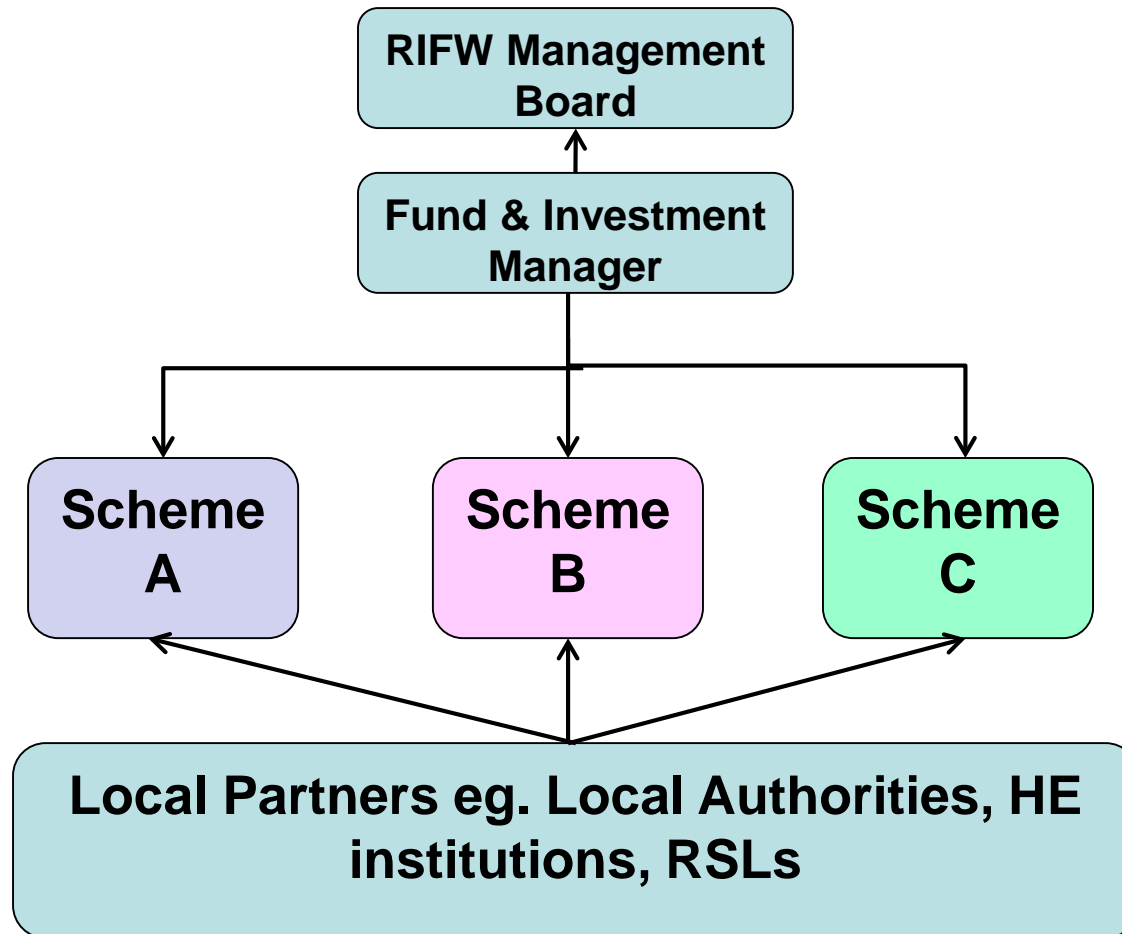 RIFW Management
Board
Fund & Investment
Manager
Scheme
A
Scheme
B
Scheme
C
Local Partners eg. Local Authorities, HE
institutions, RSLs